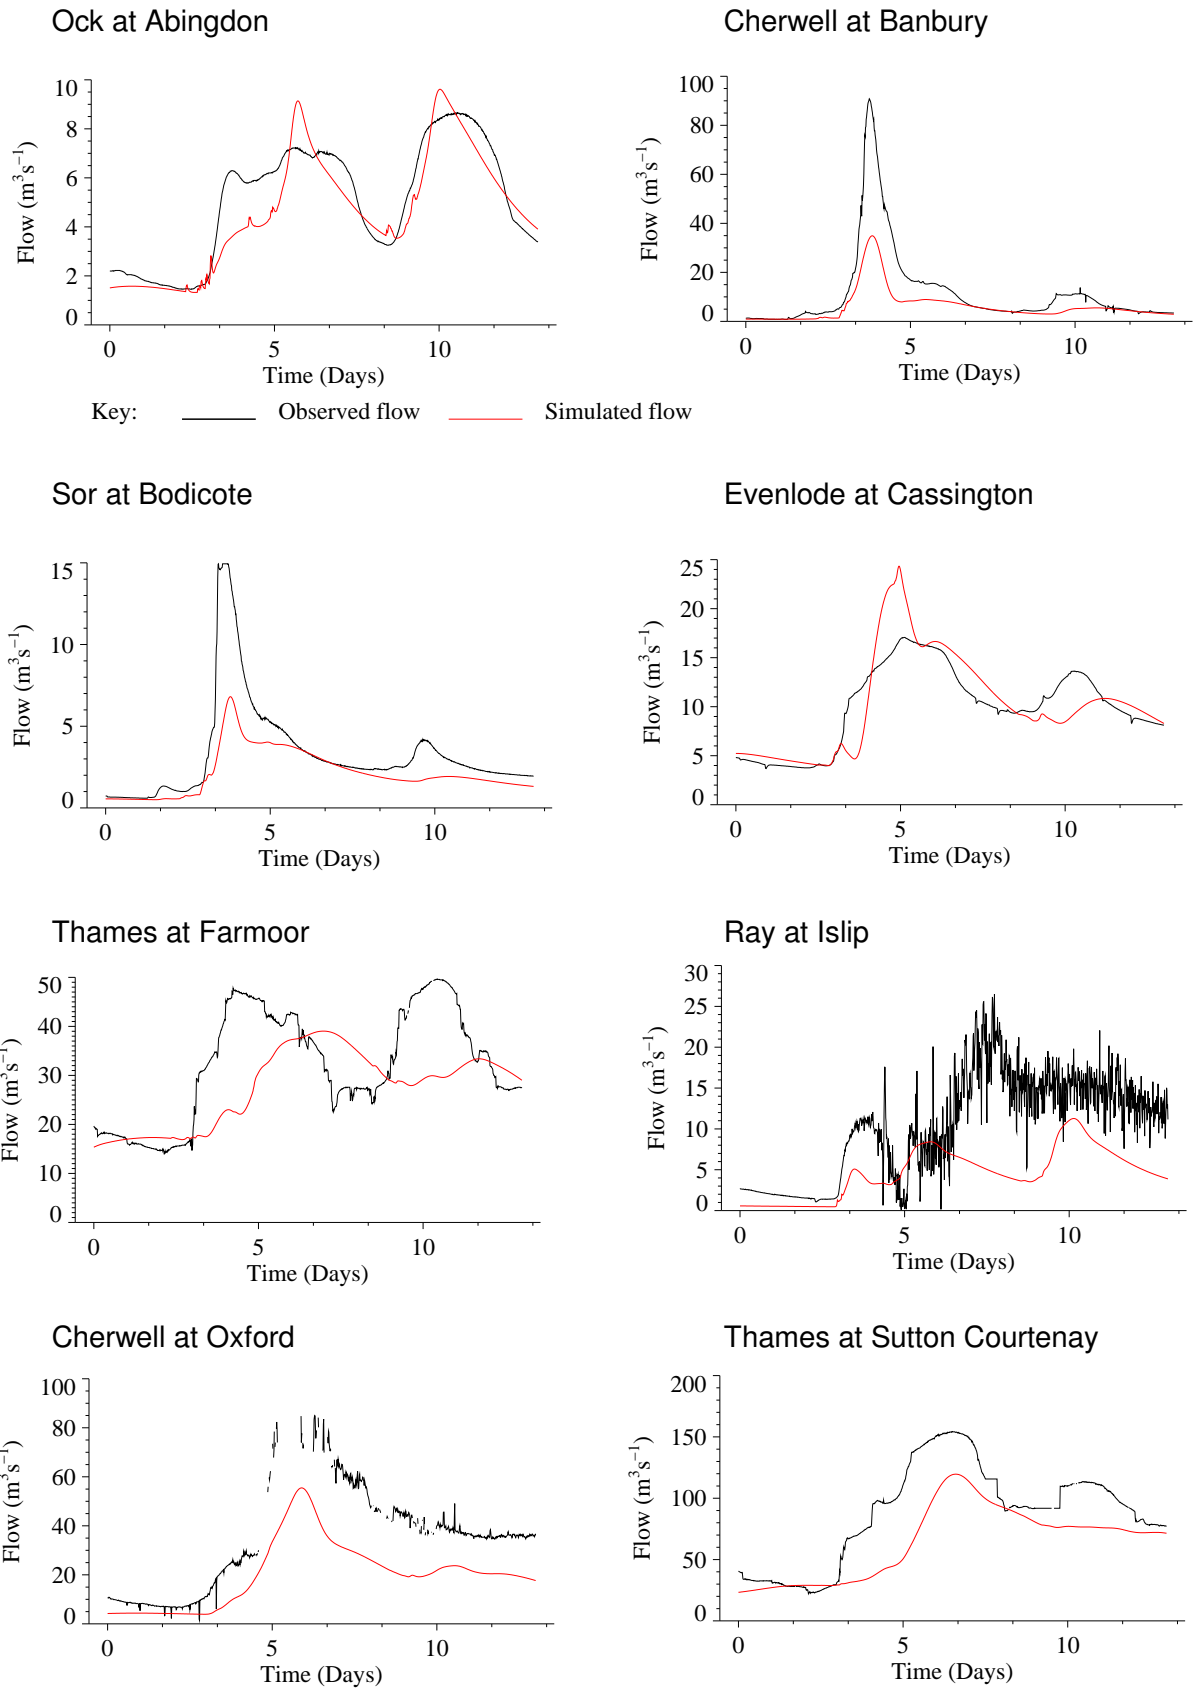 Ock at Abingdon
Cherwell at Banbury
Flow (m³s⁻¹)
10
8
6
4
2
0
0 5 10
Time (Days)
Flow (m³s⁻¹)
100
80
60
40
20
0
0 5 10
Time (Days)
Key: Observed flow Simulated flow
Sor at Bodicote
Evenlode at Cassington
Flow (m³s⁻¹)
15
10
5
0
0 5 10
Time (Days)
Flow (m³s⁻¹)
25
20
15
10
5
0
0 5 10
Time (Days)
Thames at Farmoor
Ray at Islip
Flow (m³s⁻¹)
50
40
30
20
10
0
0 5 10
Time (Days)
Flow (m³s⁻¹)
30
25
20
15
10
5
0
0 5 10
Time (Days)
Cherwell at Oxford
Thames at Sutton Courtenay
Flow (m³s⁻¹)
100
80
60
40
20
0
0 5 10
Time (Days)
Flow (m³s⁻¹)
200
150
100
50
0
0 5 10
Time (Days)